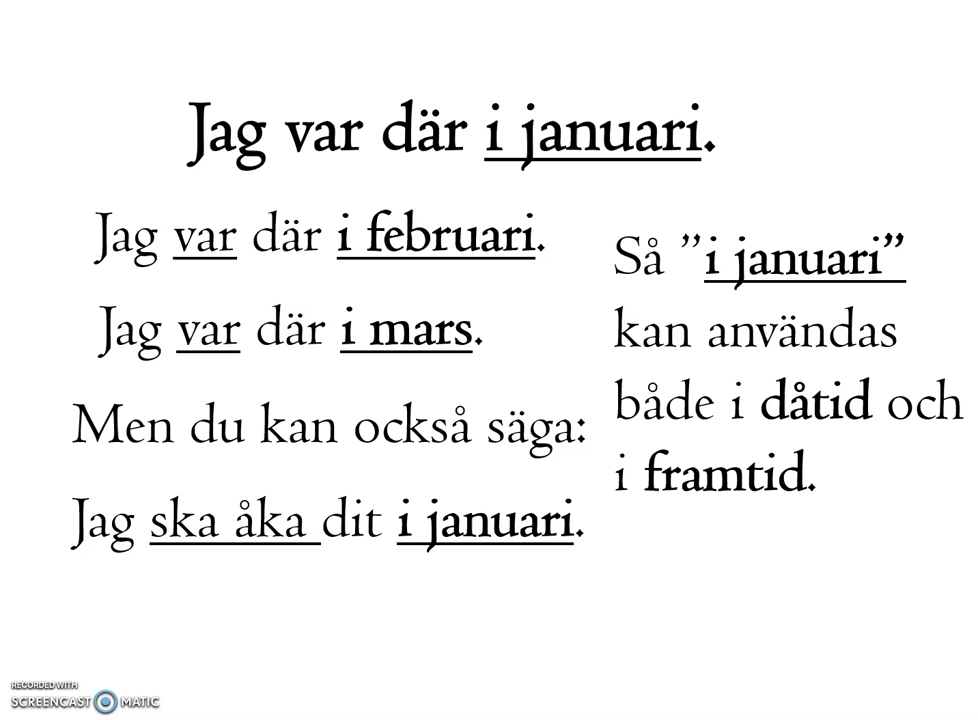 Jag var där i januari.
Jag var där i februari.
Jag var där i mars.
Men du kan också säga:
Jag ska åka dit i januari.
Så ”i januari”
kan användas
både i dåtid och
i framtid.
RECORDED WITH
SCREENCAST MATIC